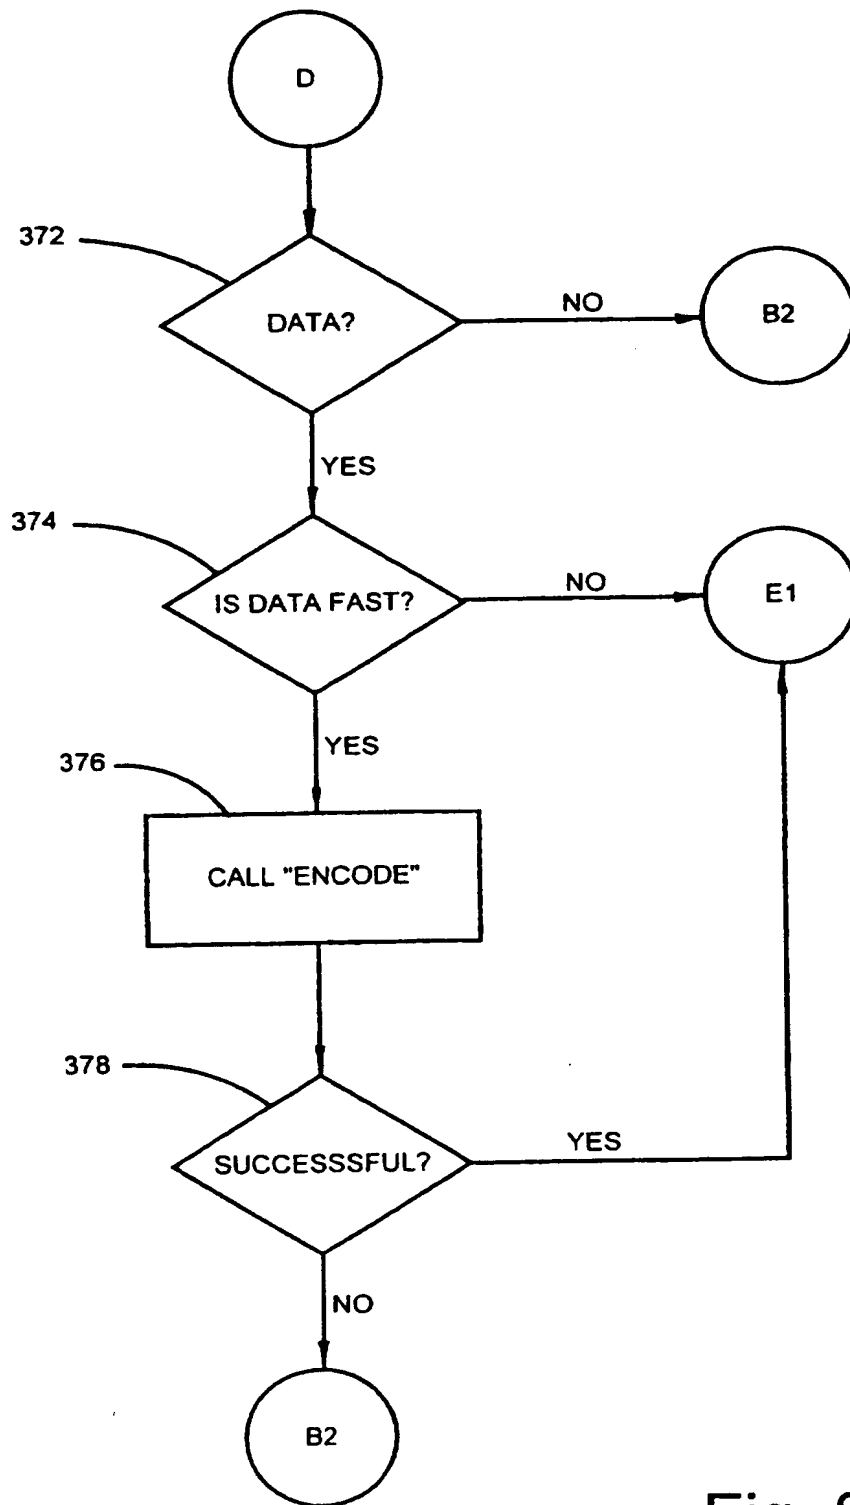 D
372
DATA?
NO
B2
YES
374
IS DATA FAST?
NO
E1
YES
376
CALL "ENCODE"
378
SUCCESSSFUL?
YES
NO
B2